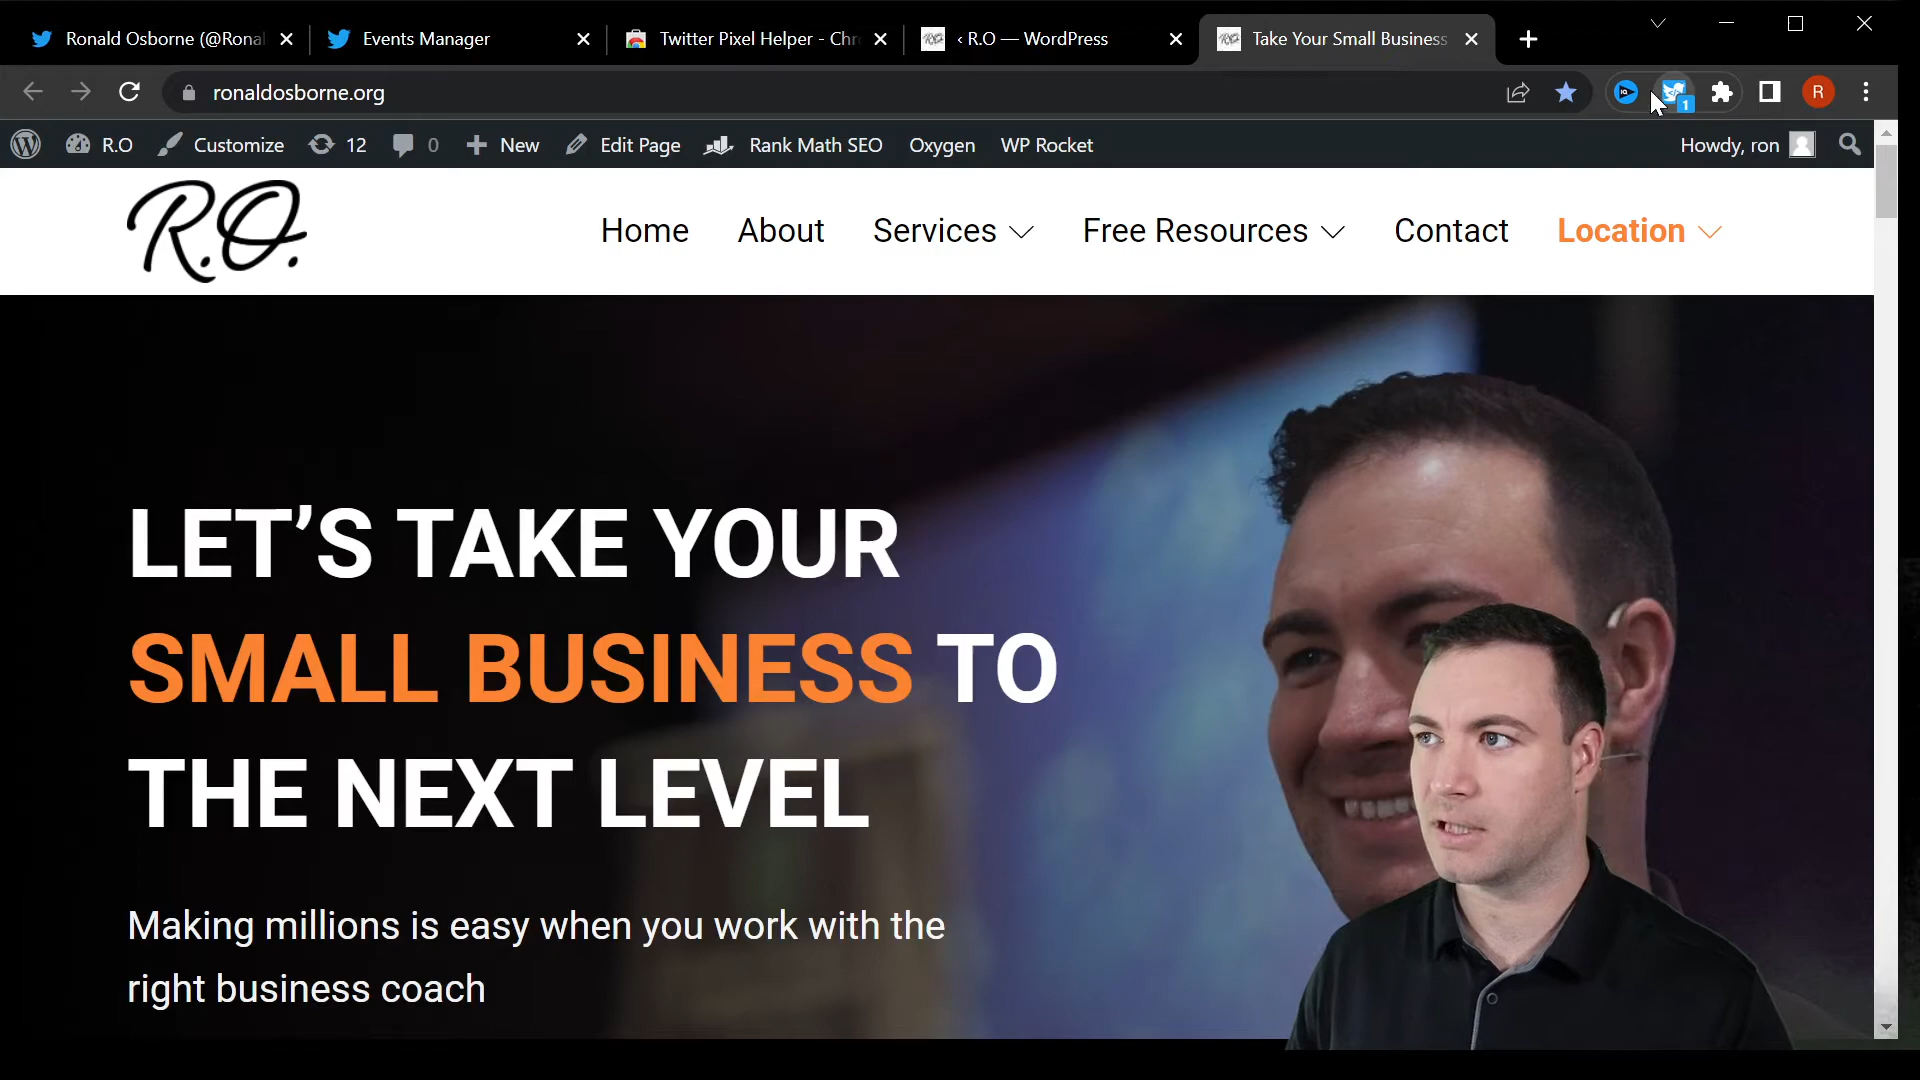 Ronald Osborne (@Rona
Events Manager
Twitter Pixel Helper - Chr
‹ R.O — WordPress
Take Your Small Business
ronaldosborne.org
1
R
R.O
Customize
12
0
New
Edit Page
Rank Math SEO
Oxygen
WP Rocket
Howdy, ron
R.O.
Home
About
Services
Free Resources
Contact
Location
LET’S TAKE YOUR
SMALL BUSINESS TO
THE NEXT LEVEL
Making millions is easy when you work with the
right business coach